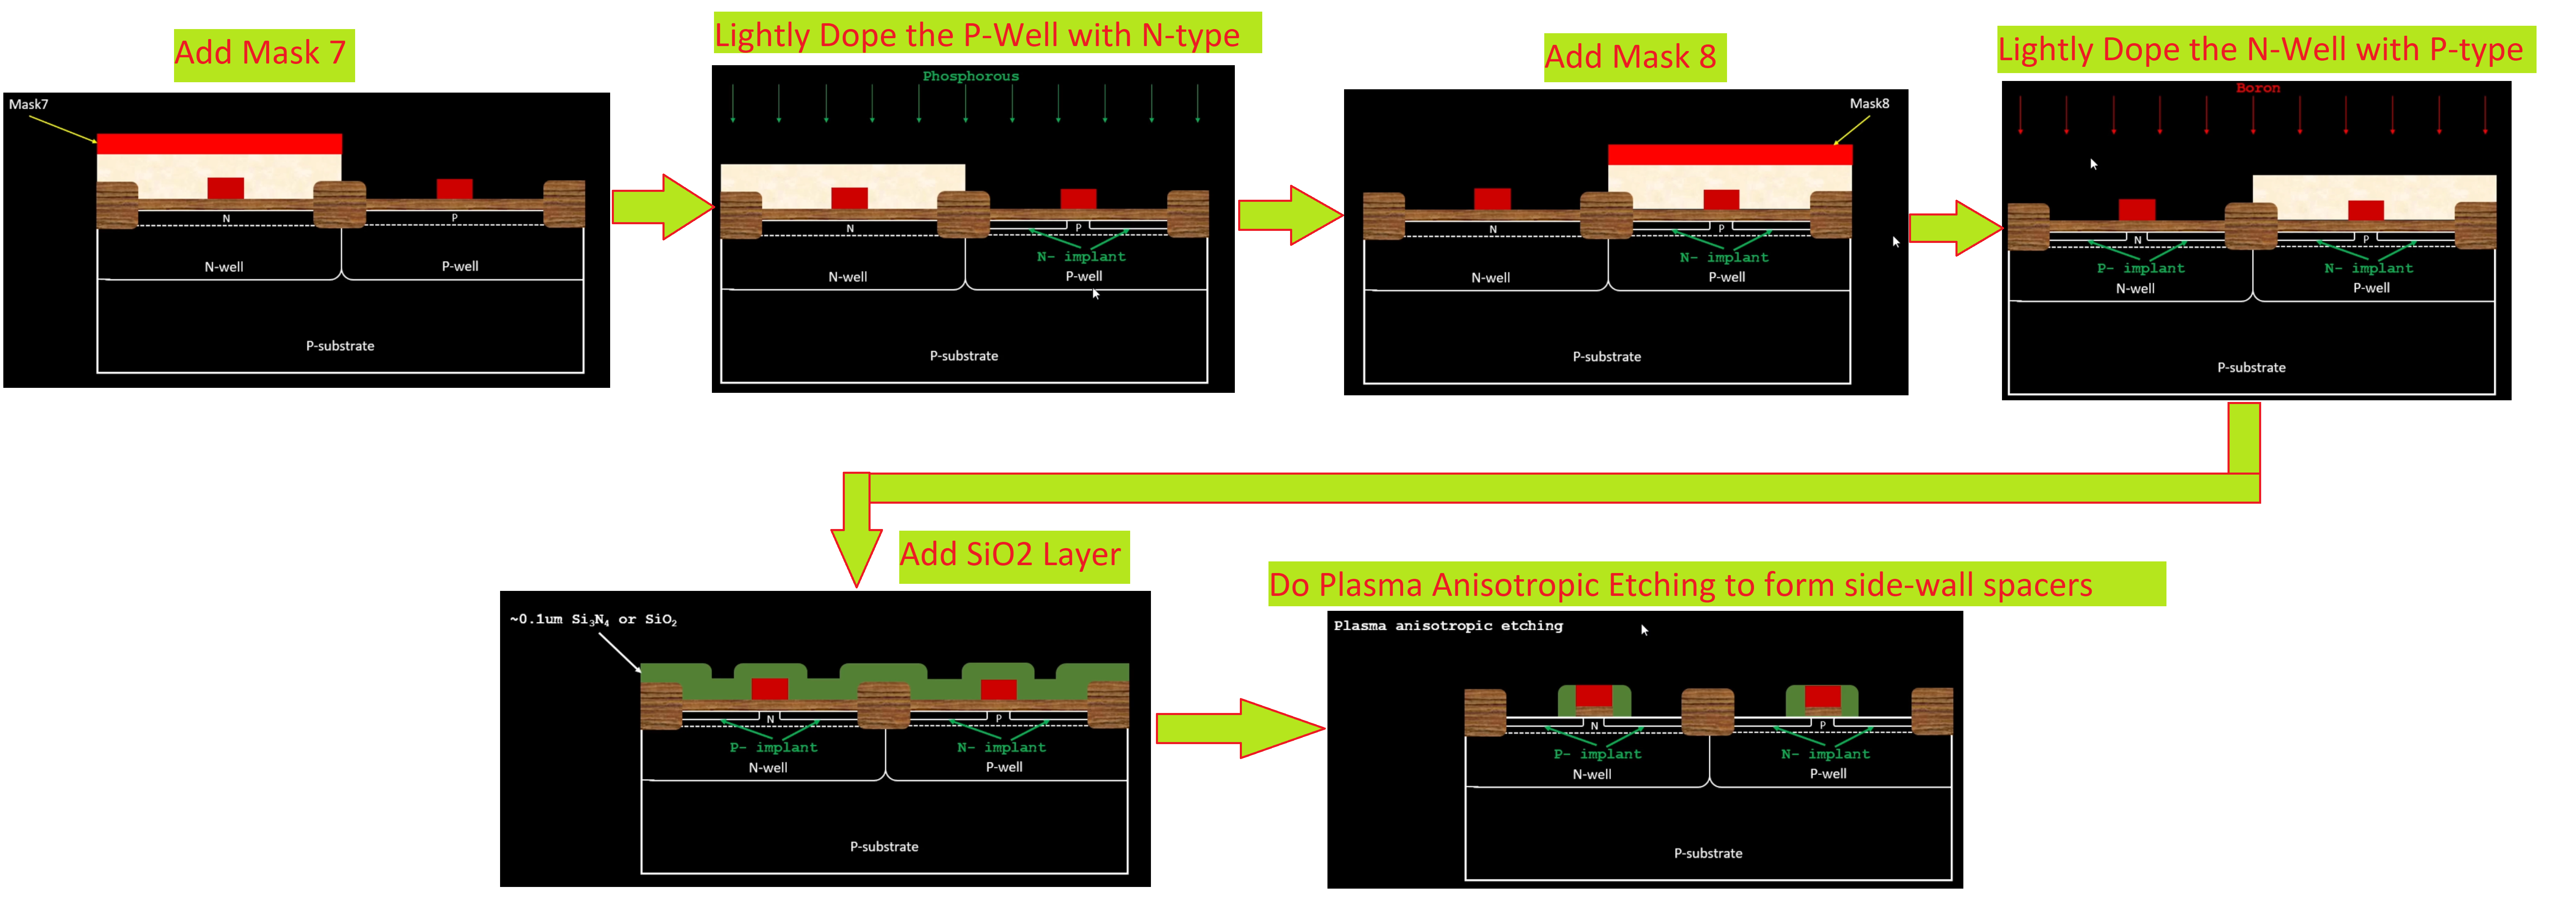 Add Mask 7
Mask7
N
P
N-well
P-well
P-substrate
Lightly Dope the P-Well with N-type
Phosphorous
N
P
N- implant
N-well
P-well
P-substrate
Add Mask 8
Mask8
N
P
N- implant
N-well
P-well
P-substrate
Lightly Dope the N-Well with P-type
Boron
N
P
P- implant
N- implant
N-well
P-well
P-substrate
Add SiO2 Layer
~0.1um Si₃N₄ or SiO₂
N
P
P- implant
N- implant
N-well
P-well
P-substrate
Do Plasma Anisotropic Etching to form side-wall spacers
Plasma anisotropic etching
N
P
P- implant
N- implant
N-well
P-well
P-substrate